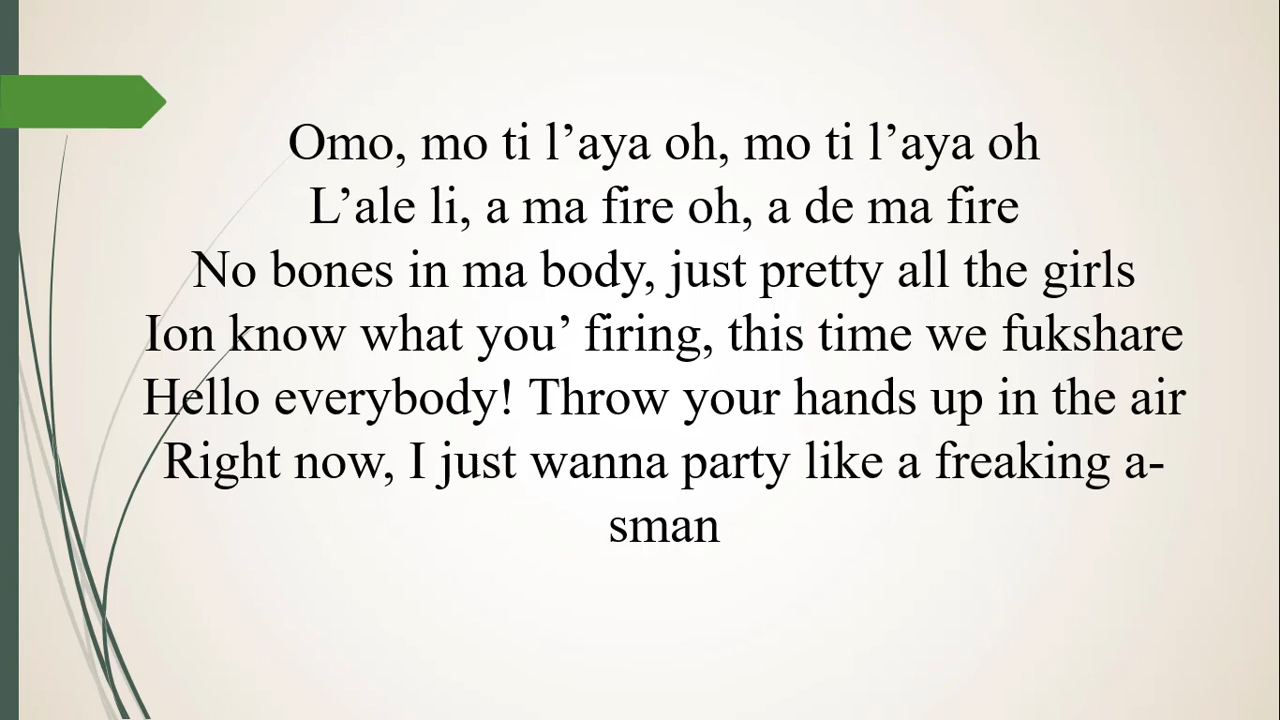 Omo, mo ti l’aya oh, mo ti l’aya oh
L’ale li, a ma fire oh, a de ma fire
No bones in ma body, just pretty all the girls
Ion know what you’ firing, this time we fukshare
Hello everybody! Throw your hands up in the air
Right now, I just wanna party like a freaking a-
sman